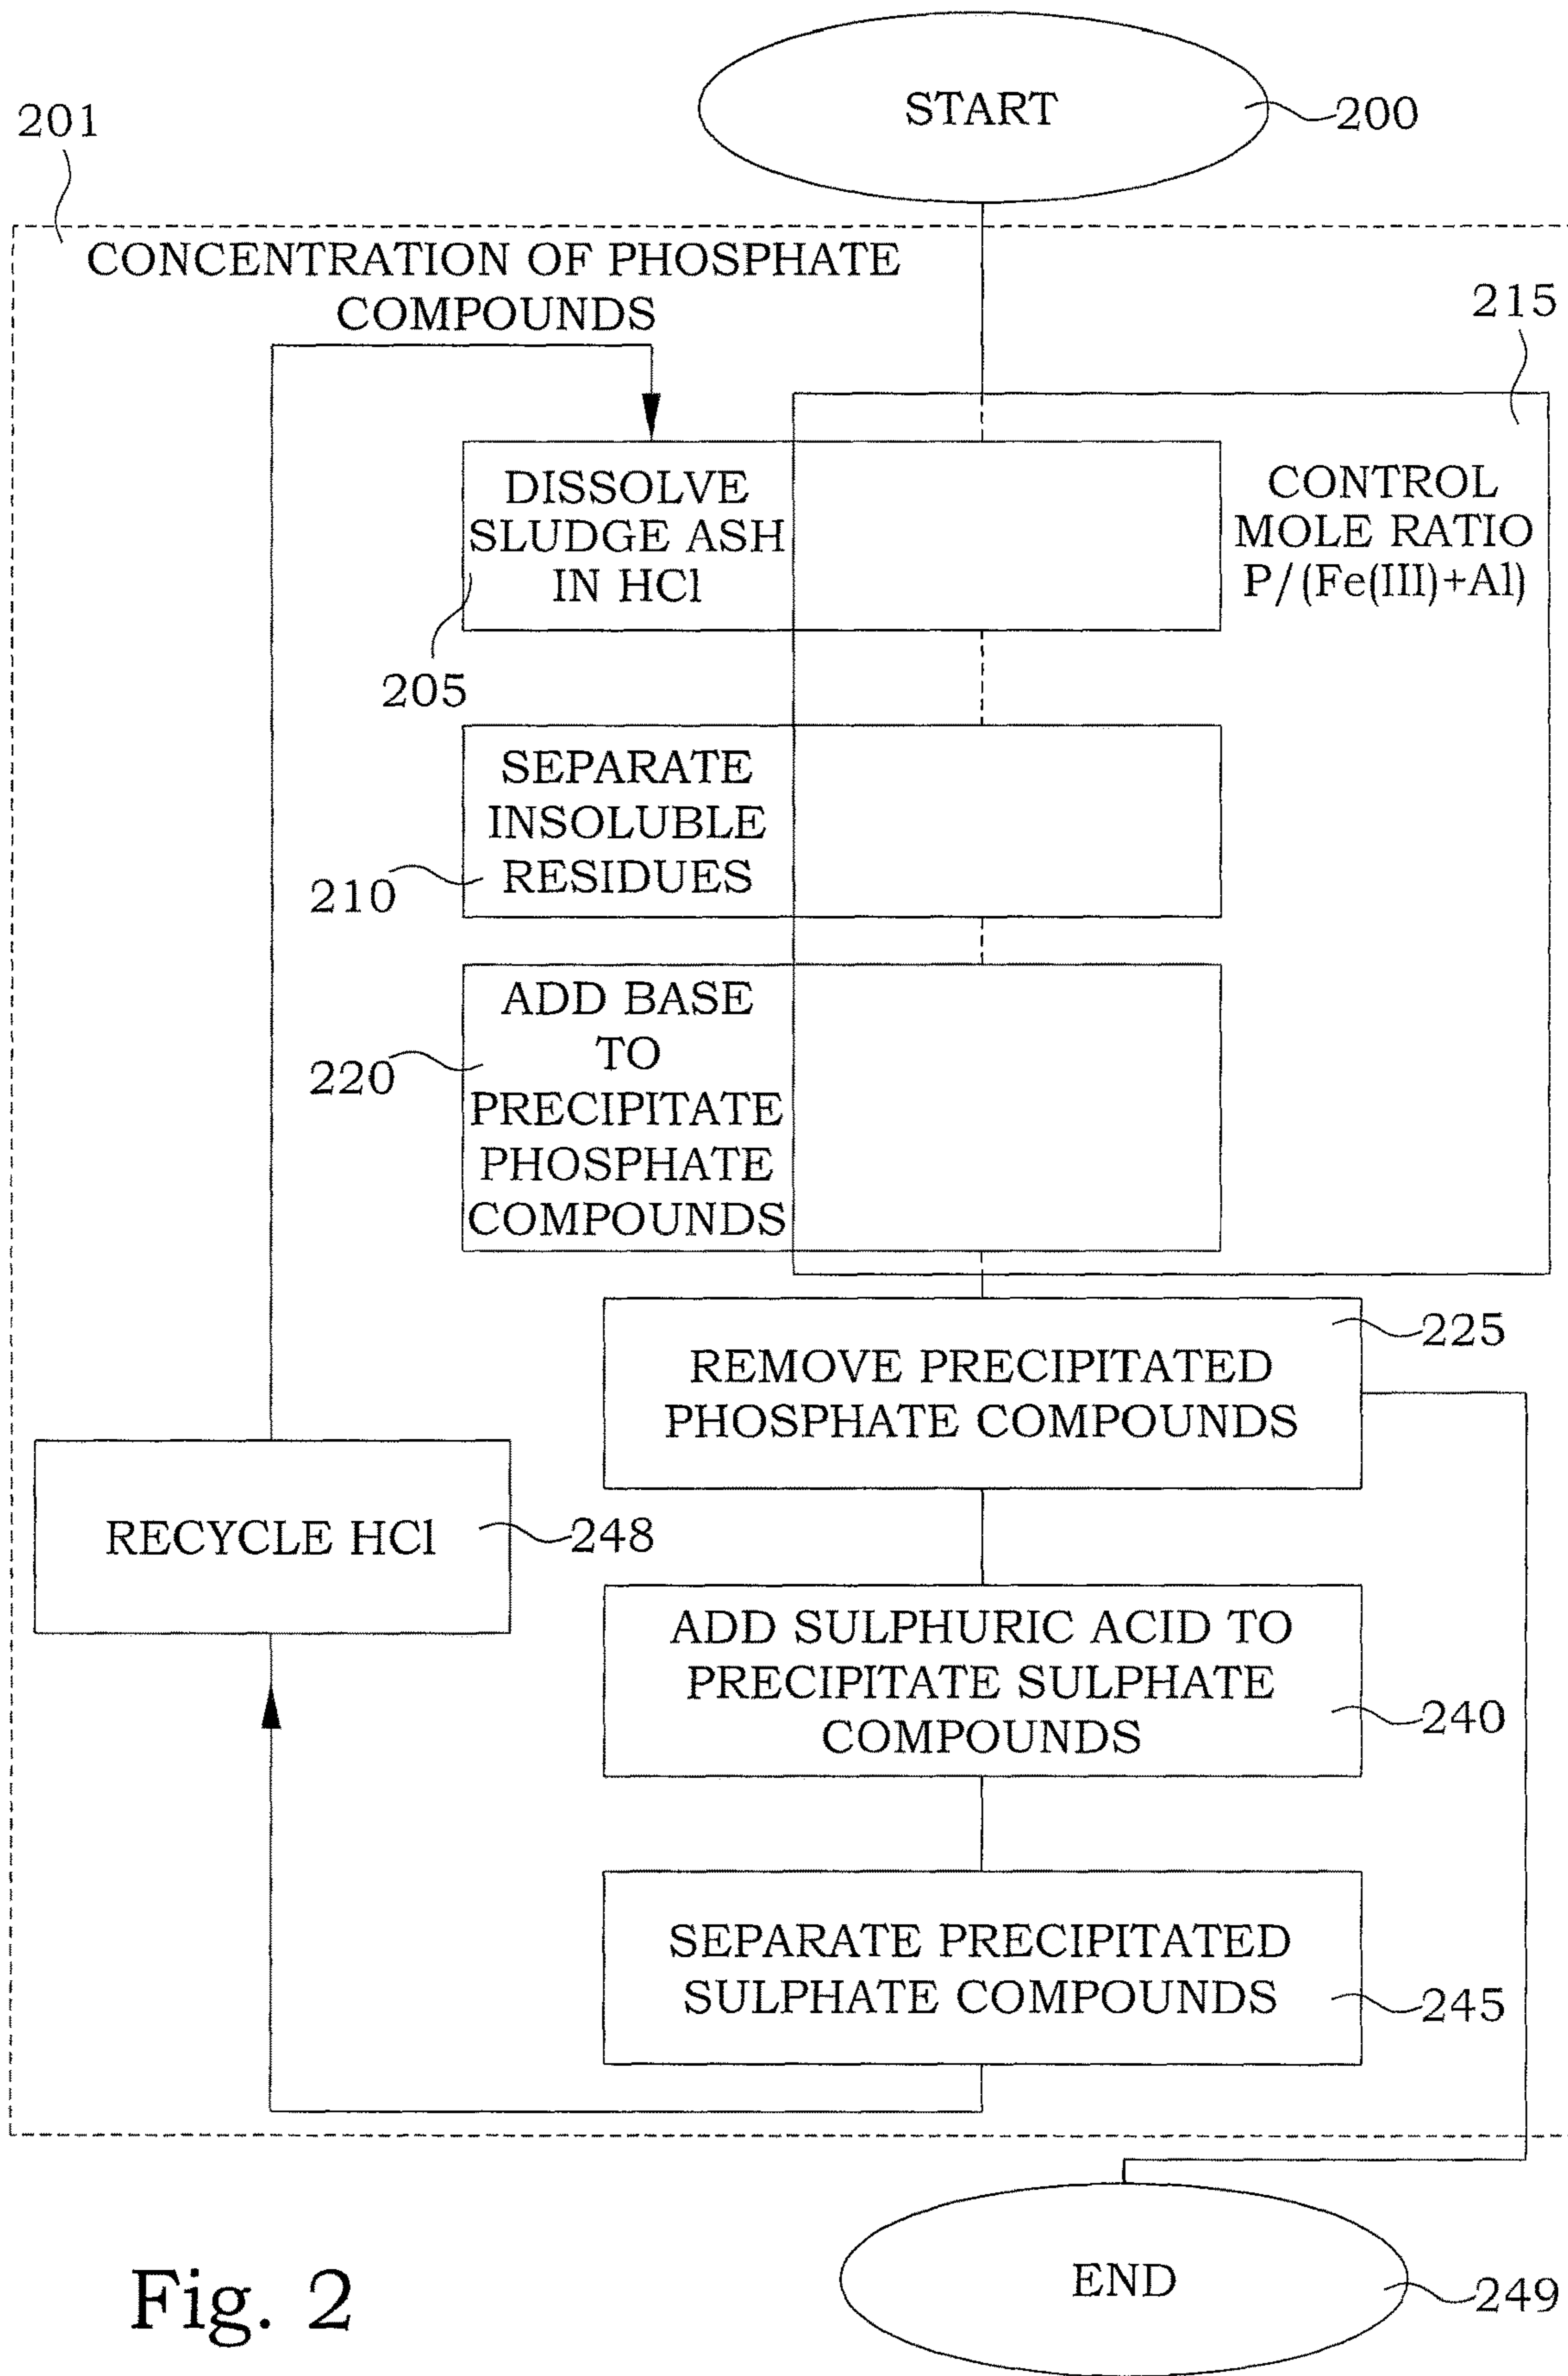 START
200
201
CONCENTRATION OF PHOSPHATE
COMPOUNDS
215
DISSOLVE
SLUDGE ASH
IN HCl
205
CONTROL
MOLE RATIO
P/(Fe(III)+Al)
SEPARATE
INSOLUBLE
RESIDUES
210
ADD BASE
TO
PRECIPITATE
PHOSPHATE
COMPOUNDS
220
REMOVE PRECIPITATED
PHOSPHATE COMPOUNDS
225
RECYCLE HCl
248
ADD SULPHURIC ACID TO
PRECIPITATE SULPHATE
COMPOUNDS
240
SEPARATE PRECIPITATED
SULPHATE COMPOUNDS
245
END
249
Fig. 2